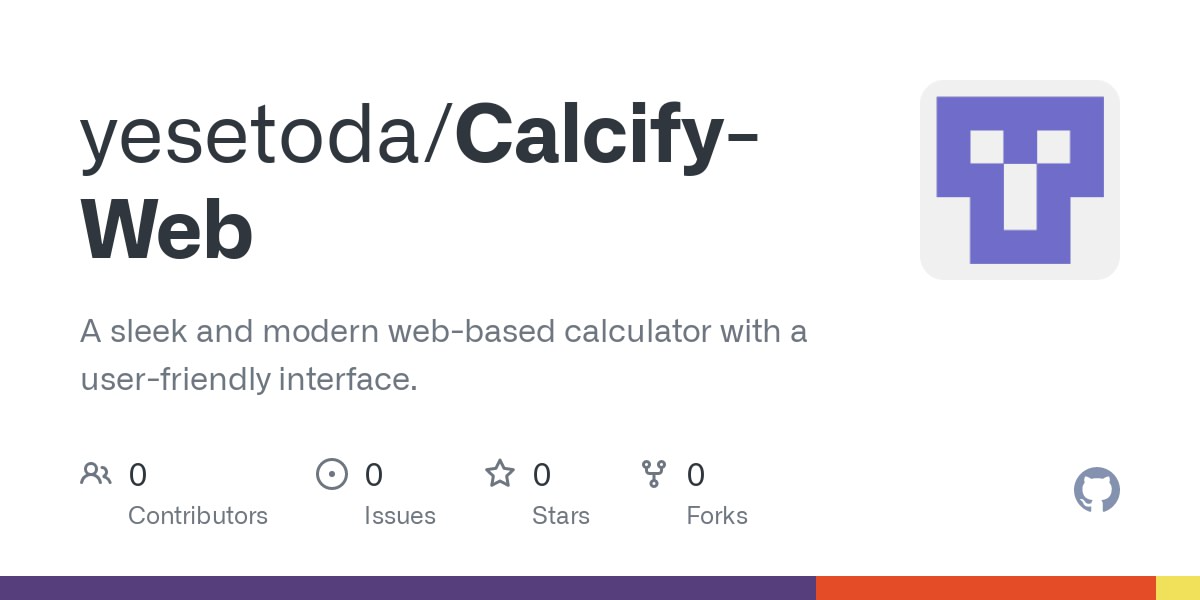 yesetoda/Calcify-
Web
A sleek and modern web-based calculator with a
user-friendly interface.
0 0 0 0
Contributors Issues Stars Forks